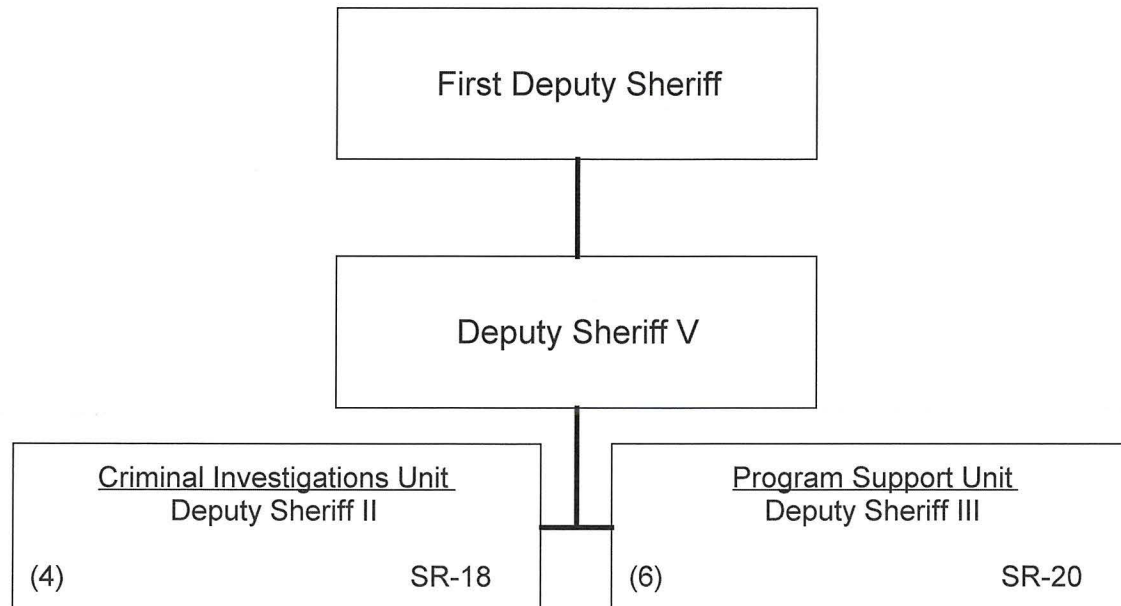 First Deputy Sheriff
Deputy Sheriff V
Criminal Investigations Unit
Deputy Sheriff II
(4) SR-18
Program Support Unit
Deputy Sheriff III
(6) SR-20